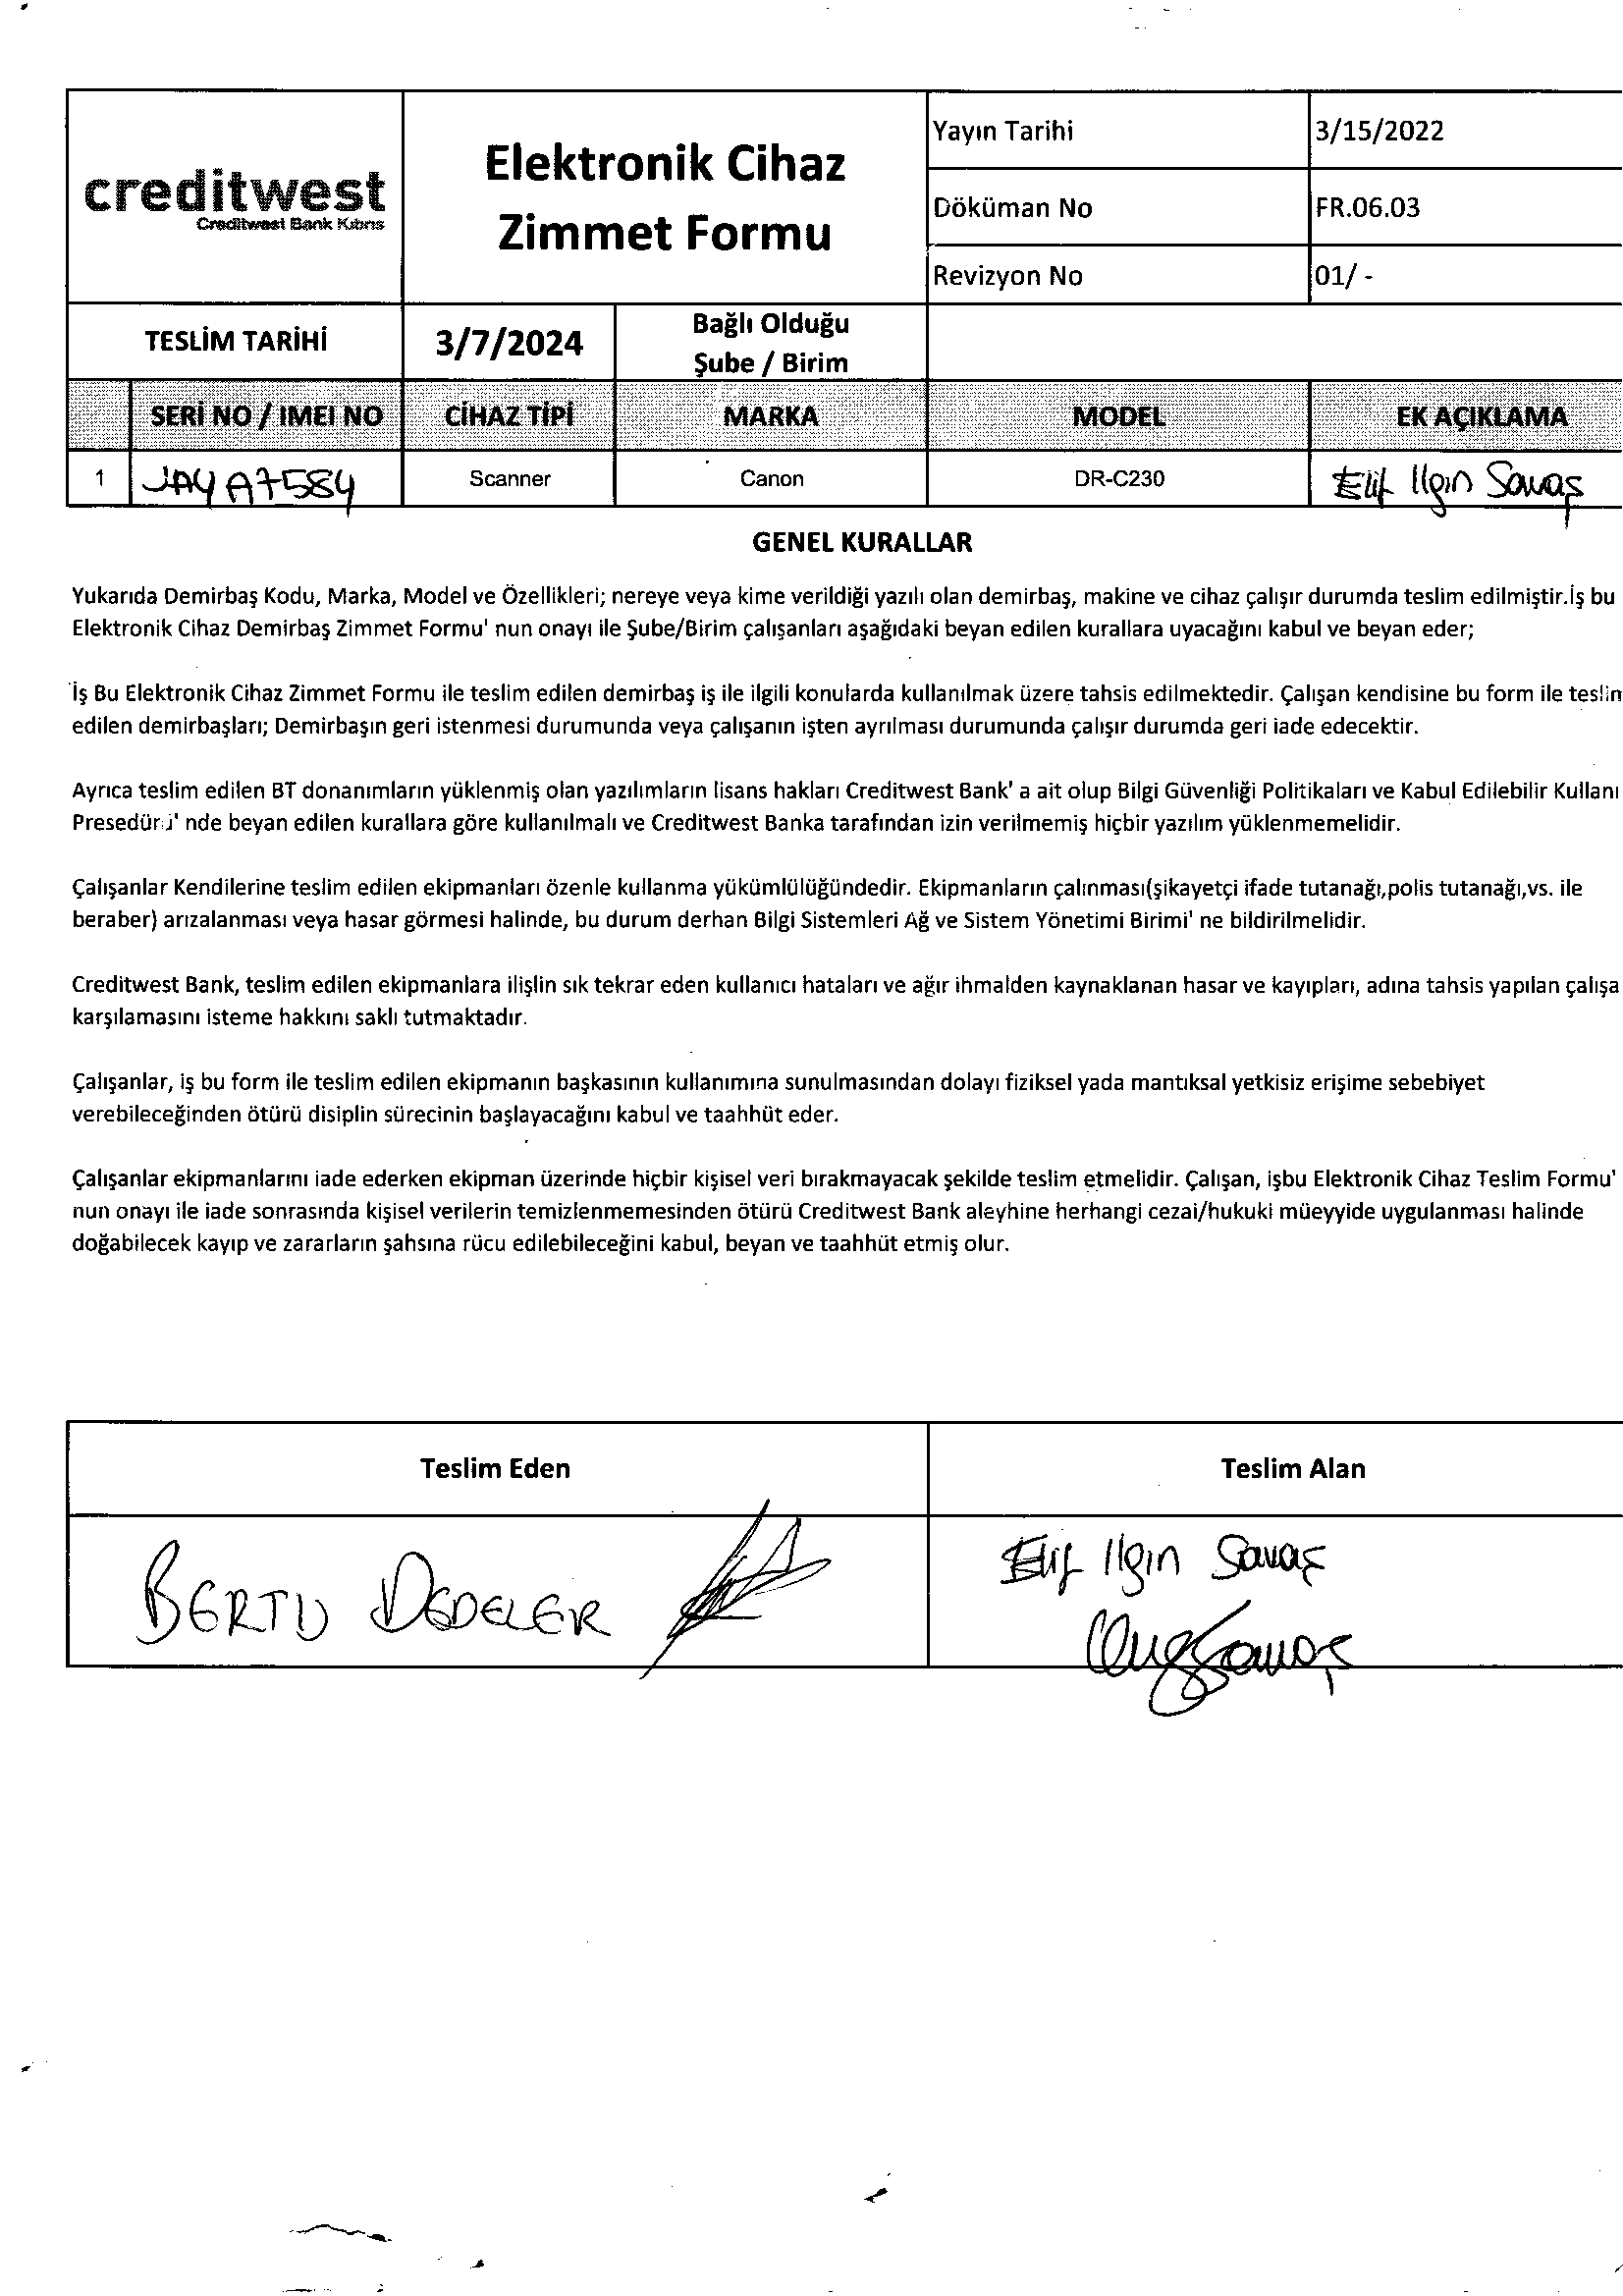 creditwest
Creditwest Bank Kıbrıs
Elektronik Cihaz
Zimmet Formu
Yayın Tarihi 3/15/2022
Döküman No FR.06.03
Revizyon No 01/ -
TESLİM TARİHİ 3/7/2024 Bağlı Olduğu
Şube / Birim
SERİ NO / IMEI NO CİHAZ TİPİ MARKA MODEL EK AÇIKLAMA
1 JAYA7584 Scanner Canon DR-C230 Elif Ilgın Savaş
GENEL KURALLAR
Yukarıda Demirbaş Kodu, Marka, Model ve Özellikleri; nereye veya kime verildiği yazılı olan demirbaş, makine ve cihaz çalışır durumda teslim edilmiştir.İş bu
Elektronik Cihaz Demirbaş Zimmet Formu' nun onayı ile Şube/Birim çalışanları aşağıdaki beyan edilen kurallara uyacağını kabul ve beyan eder;
İş Bu Elektronik Cihaz Zimmet Formu ile teslim edilen demirbaş iş ile ilgili konularda kullanılmak üzere tahsis edilmektedir. Çalışan kendisine bu form ile teslin
edilen demirbaşları; Demirbaşın geri istenmesi durumunda veya çalışanın işten ayrılması durumunda çalışır durumda geri iade edecektir.
Ayrıca teslim edilen BT donanımların yüklenmiş olan yazılımların lisans hakları Creditwest Bank' a ait olup Bilgi Güvenliği Politikaları ve Kabul Edilebilir Kullanı
Presedürü' nde beyan edilen kurallara göre kullanılmalı ve Creditwest Banka tarafından izin verilmemiş hiçbir yazılım yüklenmemelidir.
Çalışanlar Kendilerine teslim edilen ekipmanları özenle kullanma yükümlülüğündedir. Ekipmanların çalınması(şikayetçi ifade tutanağı,polis tutanağı,vs. ile
beraber) arızalanması veya hasar görmesi halinde, bu durum derhan Bilgi Sistemleri Ağ ve Sistem Yönetimi Birimi' ne bildirilmelidir.
Creditwest Bank, teslim edilen ekipmanlara ilişlin sık tekrar eden kullanıcı hataları ve ağır ihmalden kaynaklanan hasar ve kayıpları, adına tahsis yapılan çalışa
karşılamasını isteme hakkını saklı tutmaktadır.
Çalışanlar, iş bu form ile teslim edilen ekipmanın başkasının kullanımına sunulmasından dolayı fiziksel yada mantıksal yetkisiz erişime sebebiyet
verebileceğinden ötürü disiplin sürecinin başlayacağını kabul ve taahhüt eder.
Çalışanlar ekipmanlarını iade ederken ekipman üzerinde hiçbir kişisel veri bırakmayacak şekilde teslim etmelidir. Çalışan, işbu Elektronik Cihaz Teslim Formu'
nun onayı ile iade sonrasında kişisel verilerin temizlenmemesinden ötürü Creditwest Bank aleyhine herhangi cezai/hukuki müeyyide uygulanması halinde
doğabilecek kayıp ve zararların şahsına rücu edilebileceğini kabul, beyan ve taahhüt etmiş olur.
Teslim Eden Teslim Alan
BERTU DEDELER Elif Ilgın Savaş